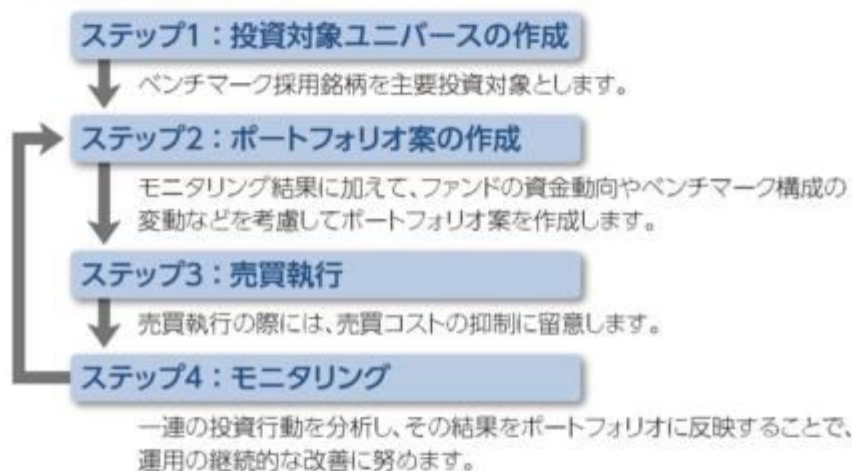 ステップ1：投資対象ユニバースの作成
ベンチマーク採用銘柄を主要投資対象とします。
ステップ2：ポートフォリオ案の作成
モニタリング結果に加えて、ファンドの資金動向やベンチマーク構成の
変動などを考慮してポートフォリオ案を作成します。
ステップ3：売買執行
売買執行の際には、売買コストの抑制に留意します。
ステップ4：モニタリング
一連の投資行動を分析し、その結果をポートフォリオに反映することで、
運用の継続的な改善に努めます。